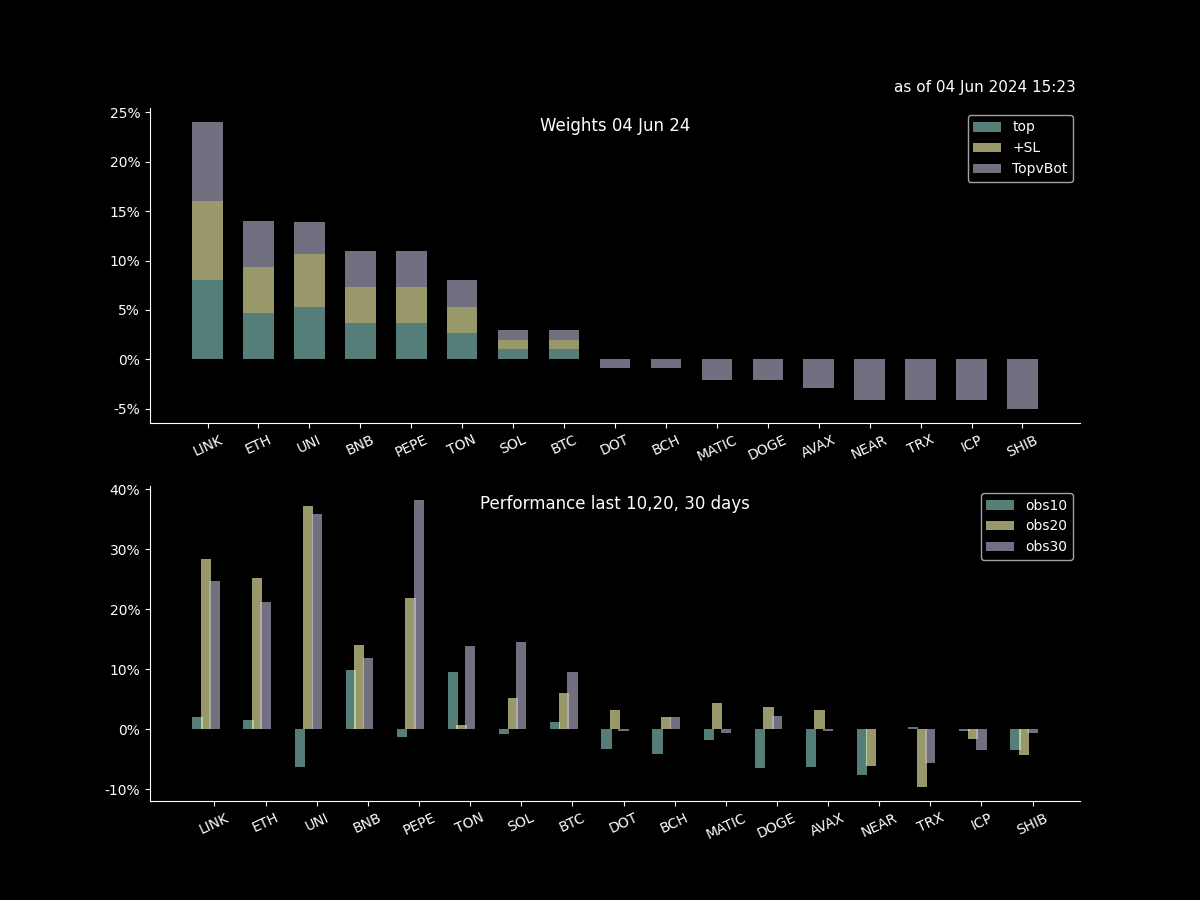 as of 04 Jun 2024 15:23
Weights 04 Jun 24
25%
20%
15%
10%
5%
0%
-5%
top
+SL
TopvBot
LINK ETH UNI BNB PEPE TON SOL BTC DOT BCH MATIC DOGE AVAX NEAR TRX ICP SHIB
Performance last 10,20, 30 days
40%
30%
20%
10%
0%
-10%
obs10
obs20
obs30
LINK ETH UNI BNB PEPE TON SOL BTC DOT BCH MATIC DOGE AVAX NEAR TRX ICP SHIB